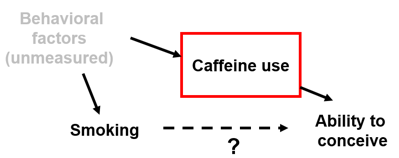 Behavioral
factors
(unmeasured)
Caffeine use
Smoking
?
Ability to
conceive